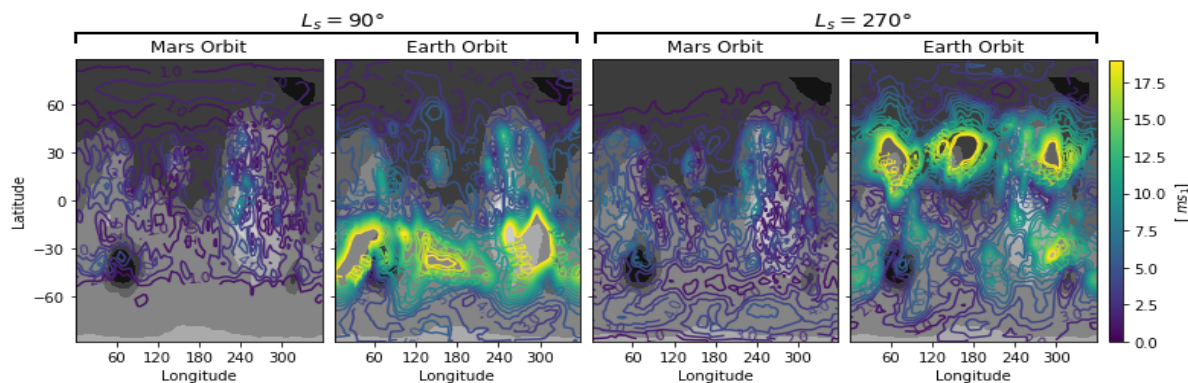 L_s = 90°
L_s = 270°
Mars Orbit
Earth Orbit
Mars Orbit
Earth Orbit
1.0
Latitude
60
30
0
−30
−60
60 120 180 240 300
60 120 180 240 300
60 120 180 240 300
60 120 180 240 300
Longitude
Longitude
Longitude
Longitude
17.5
15.0
12.5
10.0
7.5
5.0
2.5
0.0
[ ms₁]